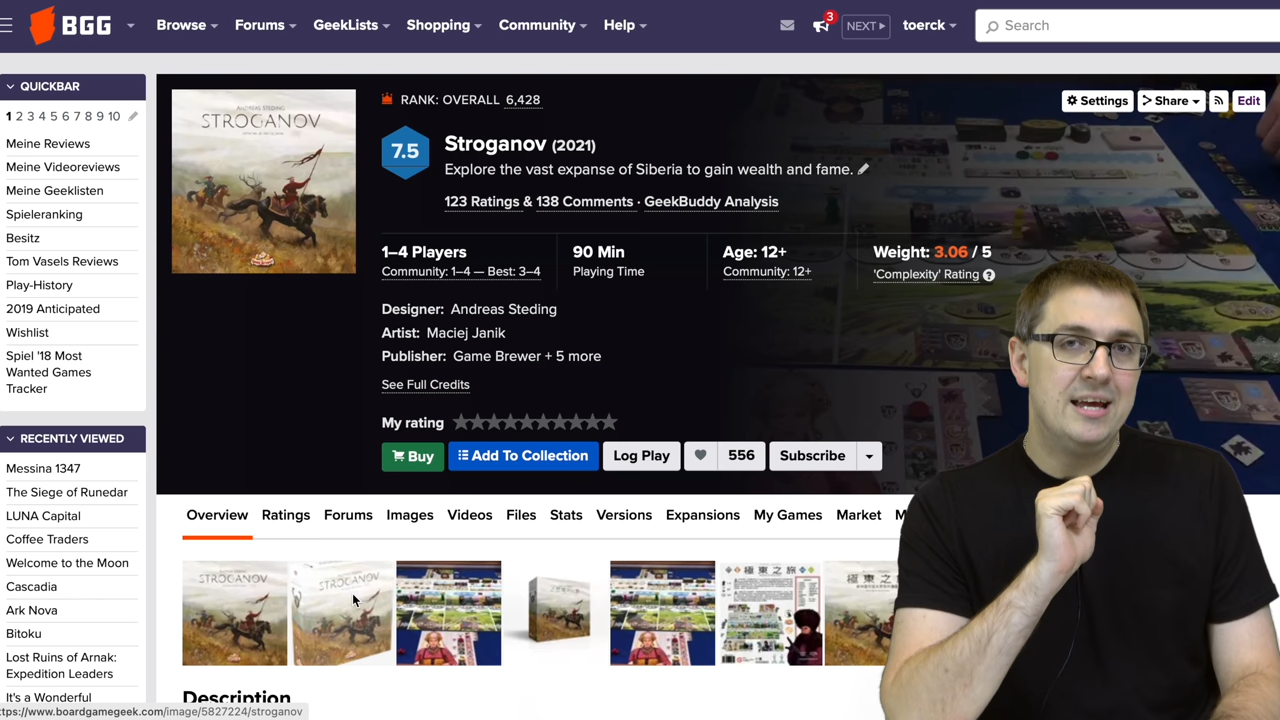 BGG
Browse
Forums
GeekLists
Shopping
Community
Help
3
NEXT
toerck
Search
QUICKBAR
1 2 3 4 5 6 7 8 9 10
Meine Reviews
Meine Videoreviews
Meine Geeklisten
Spieleranking
Besitz
Tom Vasels Reviews
Play-History
2019 Anticipated
Wishlist
Spiel '18 Most
Wanted Games
Tracker
RECENTLY VIEWED
Messina 1347
The Siege of Runedar
LUNA Capital
Coffee Traders
Welcome to the Moon
Cascadia
Ark Nova
Bitoku
Lost Ruins of Arnak:
Expedition Leaders
It's a Wonderful
ANDREAS STEDING
STROGANOV
RANK: OVERALL 6,428
Settings
Share
Edit
7.5
Stroganov (2021)
Explore the vast expanse of Siberia to gain wealth and fame.
123 Ratings & 138 Comments · GeekBuddy Analysis
1–4 Players
Community: 1–4 — Best: 3–4
90 Min
Playing Time
Age: 12+
Community: 12+
Weight: 3.06 / 5
'Complexity' Rating
Designer: Andreas Steding
Artist: Maciej Janik
Publisher: Game Brewer + 5 more
See Full Credits
My rating
Buy
Add To Collection
Log Play
556
Subscribe
Overview
Ratings
Forums
Images
Videos
Files
Stats
Versions
Expansions
My Games
Market
M
STROGANOV
STROGANOV
極東之旅
極東之旅
Description
ttps://www.boardgamegeek.com/image/5827224/stroganov